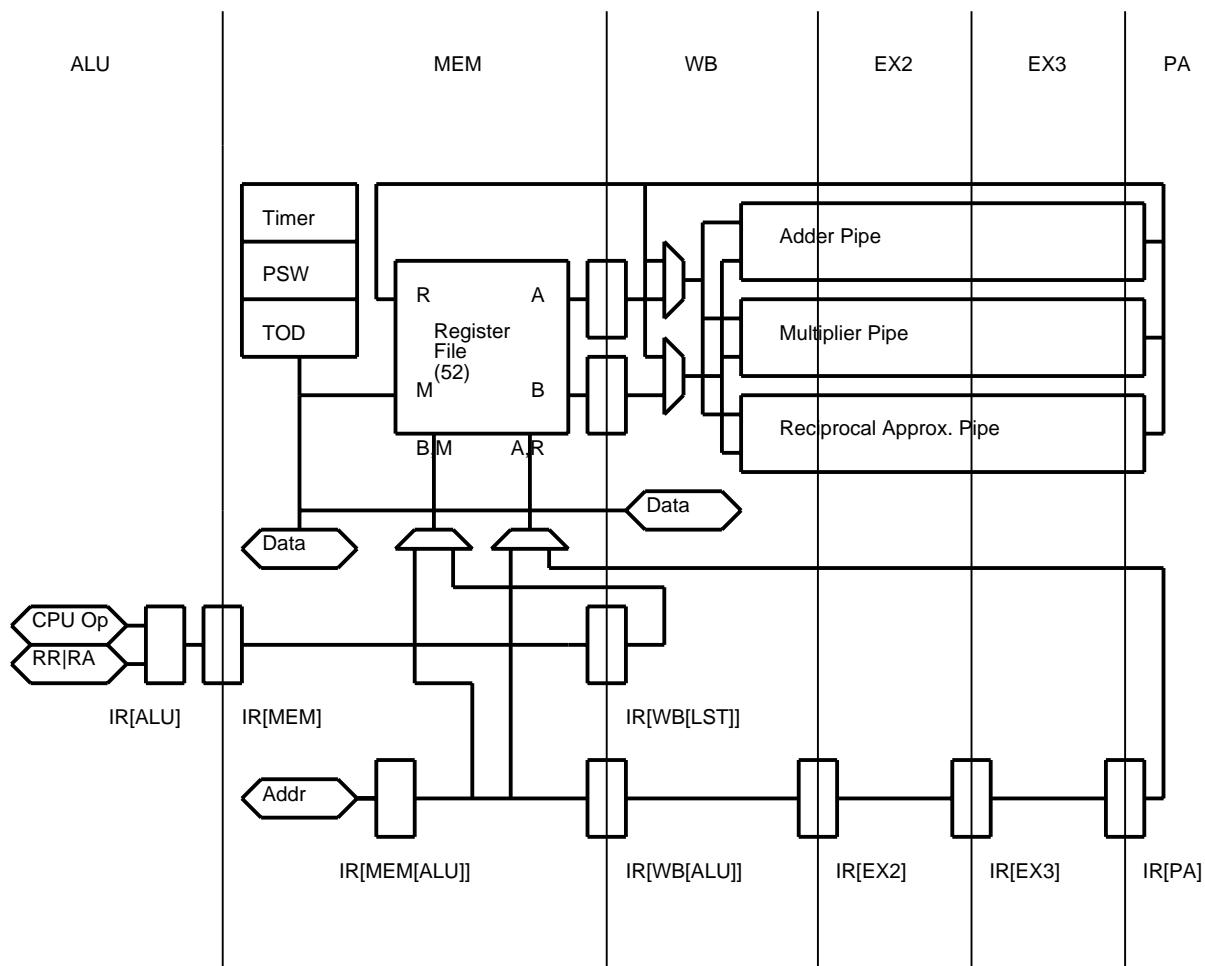 ALU MEM WB EX2 EX3 PA
Timer
Adder Pipe
PSW
R A
Register
File
(52)
TOD
Multiplier Pipe
M B
Reciprocal Approx. Pipe
B,M A,R
Data
Data
CPU Op
RR|RA
IR[ALU] IR[MEM] IR[WB[LST]]
Addr
IR[MEM[ALU]] IR[WB[ALU]] IR[EX2] IR[EX3] IR[PA]